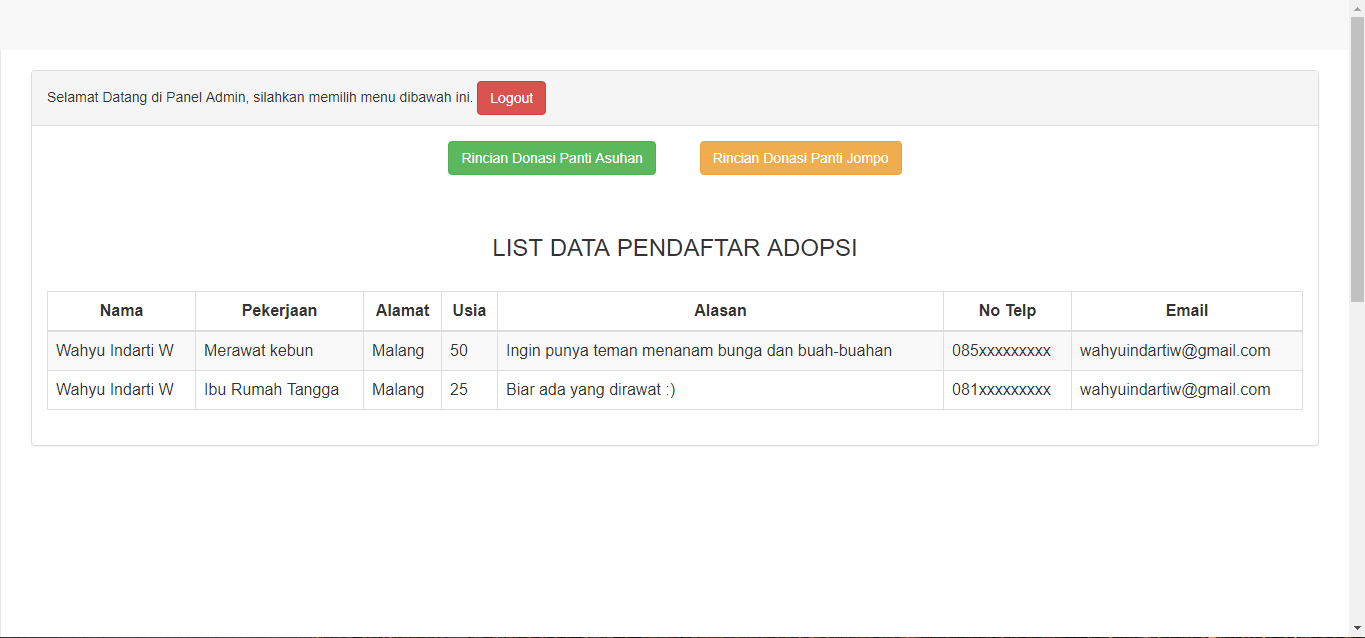 Selamat Datang di Panel Admin, silahkan memilih menu dibawah ini. Logout
Rincian Donasi Panti Asuhan Rincian Donasi Panti Jompo
LIST DATA PENDAFTAR ADOPSI
Nama Pekerjaan Alamat Usia Alasan No Telp Email
Wahyu Indarti W Merawat kebun Malang 50 Ingin punya teman menanam bunga dan buah-buahan 085xxxxxxxxx wahyuindartiw@gmail.com
Wahyu Indarti W Ibu Rumah Tangga Malang 25 Biar ada yang dirawat :) 081xxxxxxxxx wahyuindartiw@gmail.com